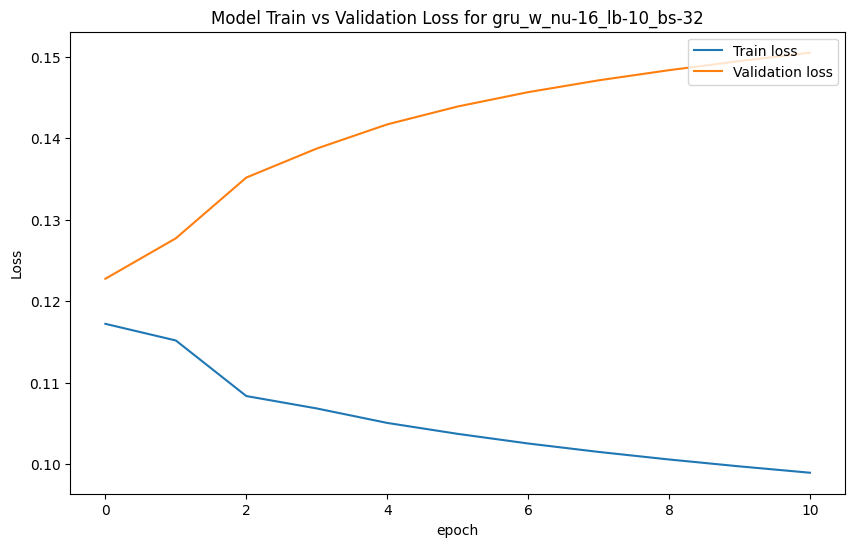 Model Train vs Validation Loss for gru_w_nu-16_lb-10_bs-32
Train loss
Validation loss
0.15
0.14
0.13
0.12
0.11
0.10
Loss
0 2 4 6 8 10
epoch